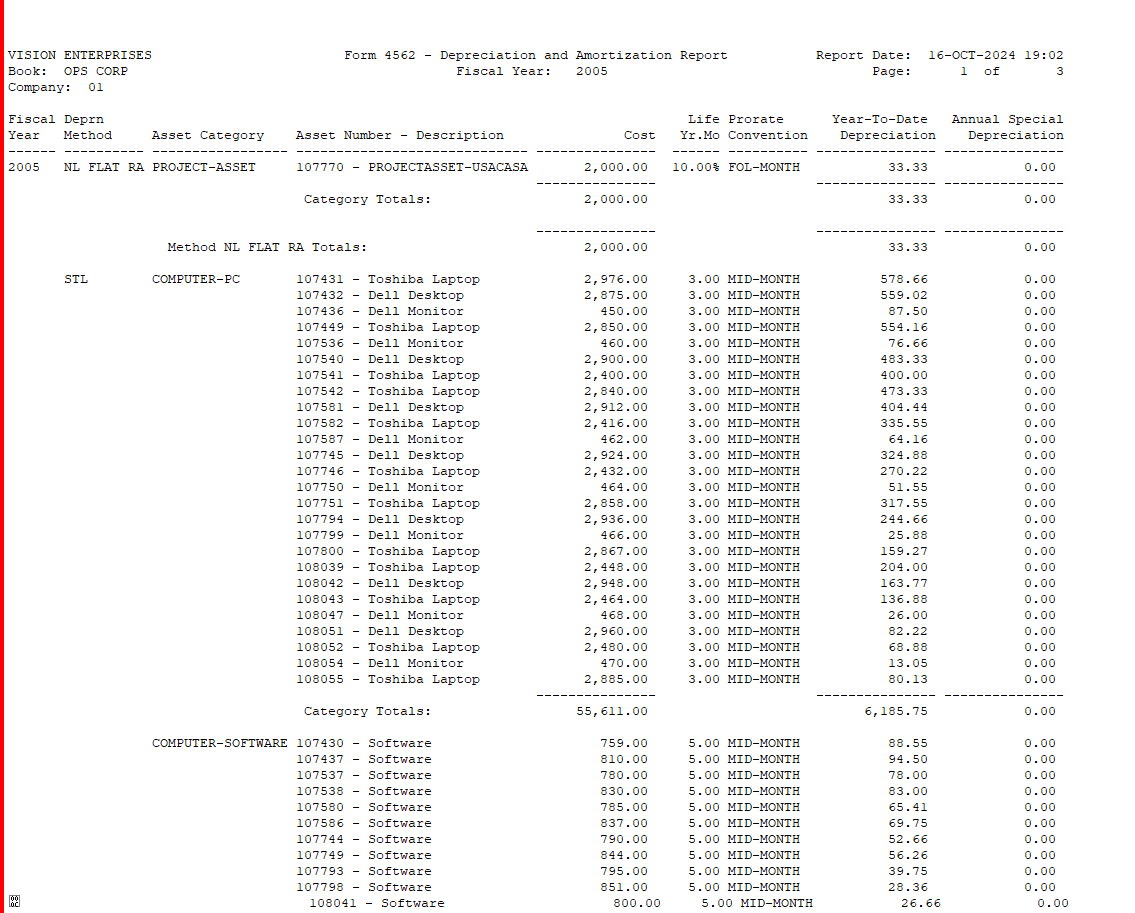 VISION ENTERPRISES Form 4562 - Depreciation and Amortization Report Report Date: 16-OCT-2024 19:02
Book: OPS CORP Fiscal Year: 2005 Page: 1 of 3
Company: 01
Fiscal Deprn Life Prorate Year-To-Date Annual Special
Year Method Asset Category Asset Number - Description Cost Yr.Mo Convention Depreciation Depreciation
------ ---------- ----------------- ----------------------------- --------------- ------ ---------- --------------- ---------------
2005 NL FLAT RA PROJECT-ASSET 107770 - PROJECTASSET-USACASA 2,000.00 10.00% FOL-MONTH 33.33 0.00
--------------- --------------- ---------------
Category Totals: 2,000.00 33.33 0.00
--------------- --------------- ---------------
Method NL FLAT RA Totals: 2,000.00 33.33 0.00
STL COMPUTER-PC 107431 - Toshiba Laptop 2,976.00 3.00 MID-MONTH 578.66 0.00
107432 - Dell Desktop 2,875.00 3.00 MID-MONTH 559.02 0.00
107436 - Dell Monitor 450.00 3.00 MID-MONTH 87.50 0.00
107449 - Toshiba Laptop 2,850.00 3.00 MID-MONTH 554.16 0.00
107536 - Dell Monitor 460.00 3.00 MID-MONTH 76.66 0.00
107540 - Dell Desktop 2,900.00 3.00 MID-MONTH 483.33 0.00
107541 - Toshiba Laptop 2,400.00 3.00 MID-MONTH 400.00 0.00
107542 - Toshiba Laptop 2,840.00 3.00 MID-MONTH 473.33 0.00
107581 - Dell Desktop 2,912.00 3.00 MID-MONTH 404.44 0.00
107582 - Toshiba Laptop 2,416.00 3.00 MID-MONTH 335.55 0.00
107587 - Dell Monitor 462.00 3.00 MID-MONTH 64.16 0.00
107745 - Dell Desktop 2,924.00 3.00 MID-MONTH 324.88 0.00
107746 - Toshiba Laptop 2,432.00 3.00 MID-MONTH 270.22 0.00
107750 - Dell Monitor 464.00 3.00 MID-MONTH 51.55 0.00
107751 - Toshiba Laptop 2,858.00 3.00 MID-MONTH 317.55 0.00
107794 - Dell Desktop 2,936.00 3.00 MID-MONTH 244.66 0.00
107799 - Dell Monitor 466.00 3.00 MID-MONTH 25.88 0.00
107800 - Toshiba Laptop 2,867.00 3.00 MID-MONTH 159.27 0.00
108039 - Toshiba Laptop 2,448.00 3.00 MID-MONTH 204.00 0.00
108042 - Dell Desktop 2,948.00 3.00 MID-MONTH 163.77 0.00
108043 - Toshiba Laptop 2,464.00 3.00 MID-MONTH 136.88 0.00
108047 - Dell Monitor 468.00 3.00 MID-MONTH 26.00 0.00
108051 - Dell Desktop 2,960.00 3.00 MID-MONTH 82.22 0.00
108052 - Toshiba Laptop 2,480.00 3.00 MID-MONTH 68.88 0.00
108054 - Dell Monitor 470.00 3.00 MID-MONTH 13.05 0.00
108055 - Toshiba Laptop 2,885.00 3.00 MID-MONTH 80.13 0.00
--------------- --------------- ---------------
Category Totals: 55,611.00 6,185.75 0.00
COMPUTER-SOFTWARE 107430 - Software 759.00 5.00 MID-MONTH 88.55 0.00
107437 - Software 810.00 5.00 MID-MONTH 94.50 0.00
107537 - Software 780.00 5.00 MID-MONTH 78.00 0.00
107538 - Software 830.00 5.00 MID-MONTH 83.00 0.00
107580 - Software 785.00 5.00 MID-MONTH 65.41 0.00
107586 - Software 837.00 5.00 MID-MONTH 69.75 0.00
107744 - Software 790.00 5.00 MID-MONTH 52.66 0.00
107749 - Software 844.00 5.00 MID-MONTH 56.26 0.00
107793 - Software 795.00 5.00 MID-MONTH 39.75 0.00
107798 - Software 851.00 5.00 MID-MONTH 28.36 0.00
108041 - Software 800.00 5.00 MID-MONTH 26.66 0.00